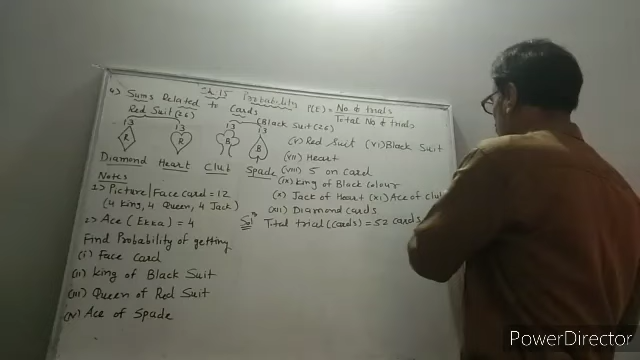 Ch.15 Probability
4) Sums Related to Cards
P(E) = No. of trials
Total No of trials
Red Suit (26)
Black Suit (26)
13 13 13 13
R R B B
Diamond Heart Club Spade
Notes
1) Picture | Face card = 12
(4 king, 4 Queen, 4 Jack)
2) Ace (Ekka) = 4
Find Probability of getting
(i) Face Card
(ii) king of Black Suit
(iii) Queen of Red Suit
(iv) Ace of Spade
(v) Red Suit (vi) Black Suit
(vii) Heart
(viii) 5 on Card
(ix) King of Black Colour
(x) Jack of Heart (xi) Ace of Club
(xii) Diamond cards
Sol^n Total trial (Cards) = 52 cards
PowerDirector